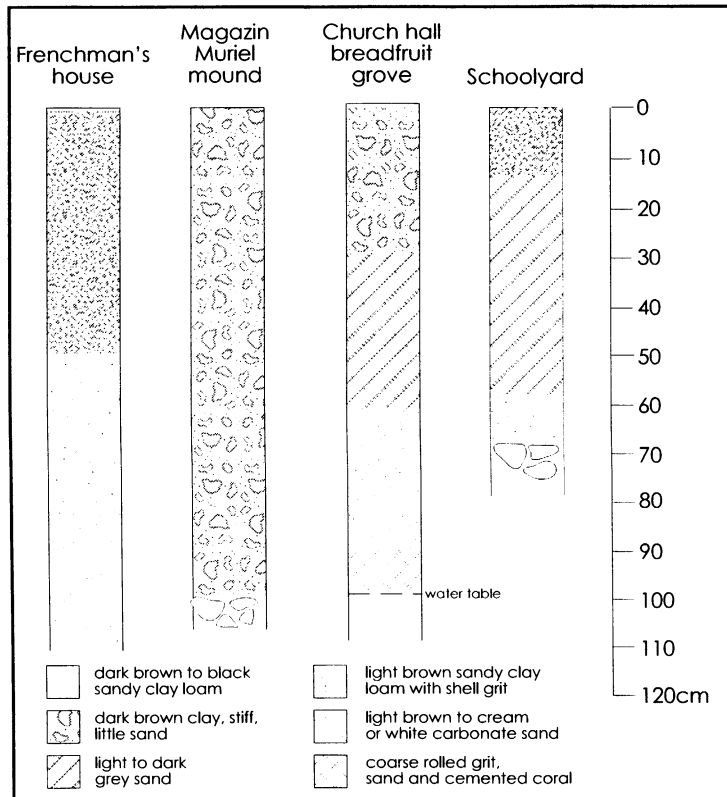 Frenchman's
house
Magazin
Muriel
mound
Church hall
breadfruit
grove
Schoolyard
0
10
20
30
40
50
60
70
80
90
100
110
120cm
water table
dark brown to black
sandy clay loam
dark brown clay, stiff,
little sand
light to dark
grey sand
light brown sandy clay
loam with shell grit
light brown to cream
or white carbonate sand
coarse rolled grit,
sand and cemented coral